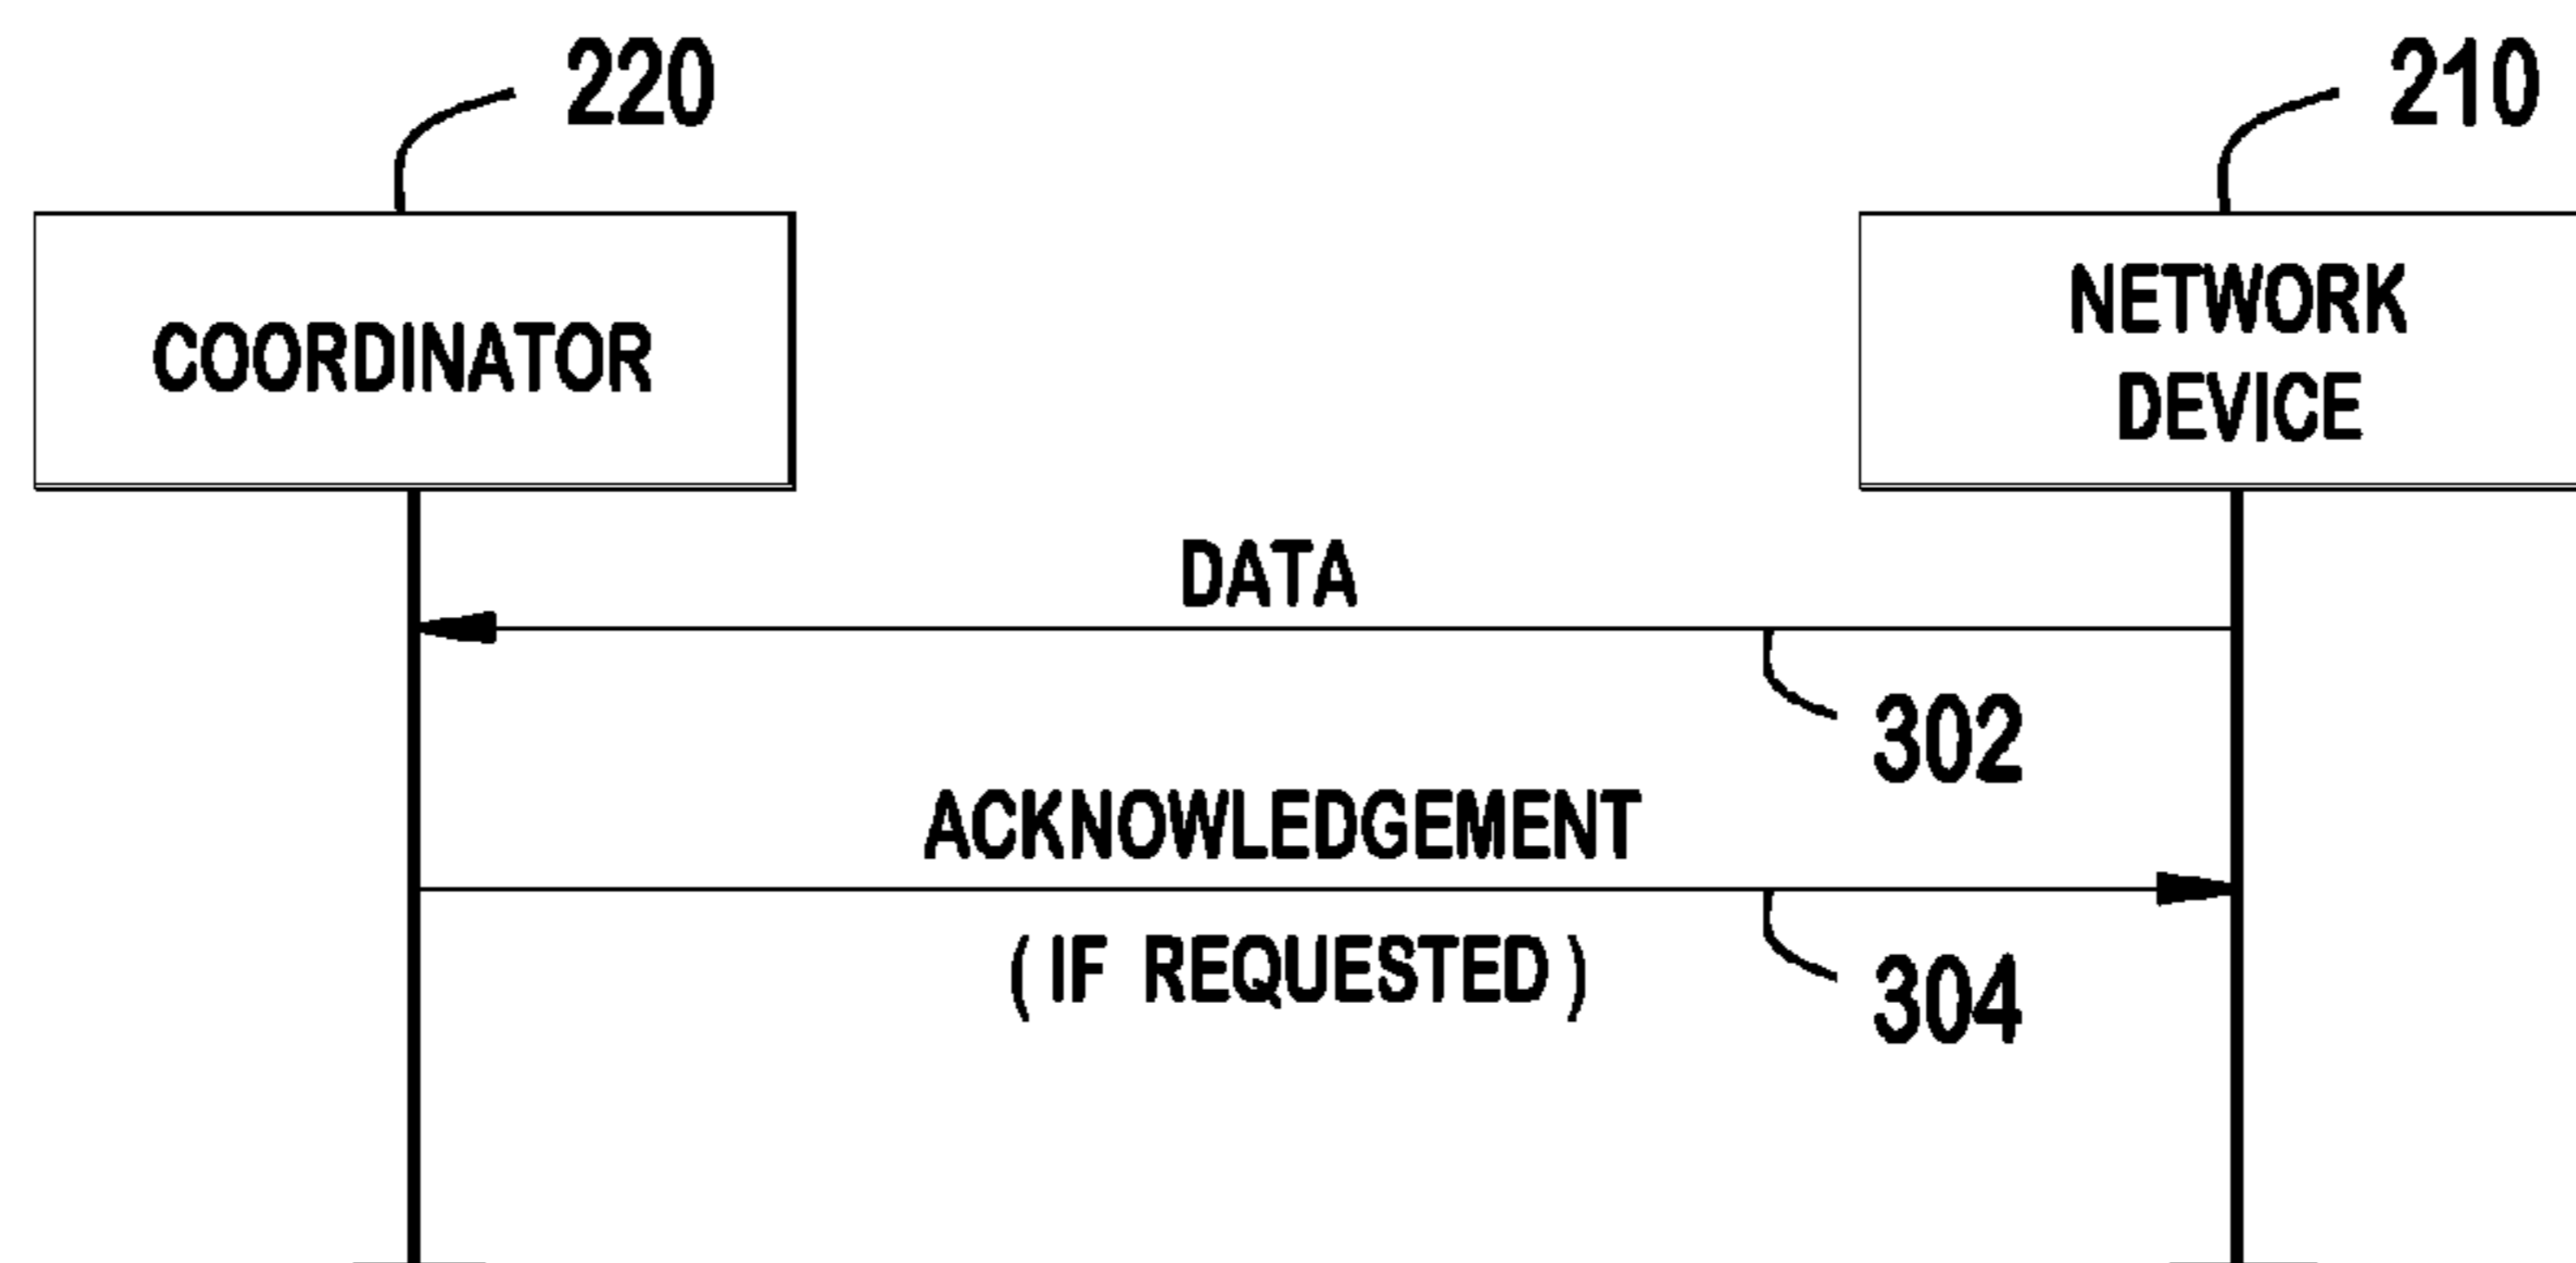 220
210
COORDINATOR
NETWORK
DEVICE
DATA
302
ACKNOWLEDGEMENT
( IF REQUESTED )
304